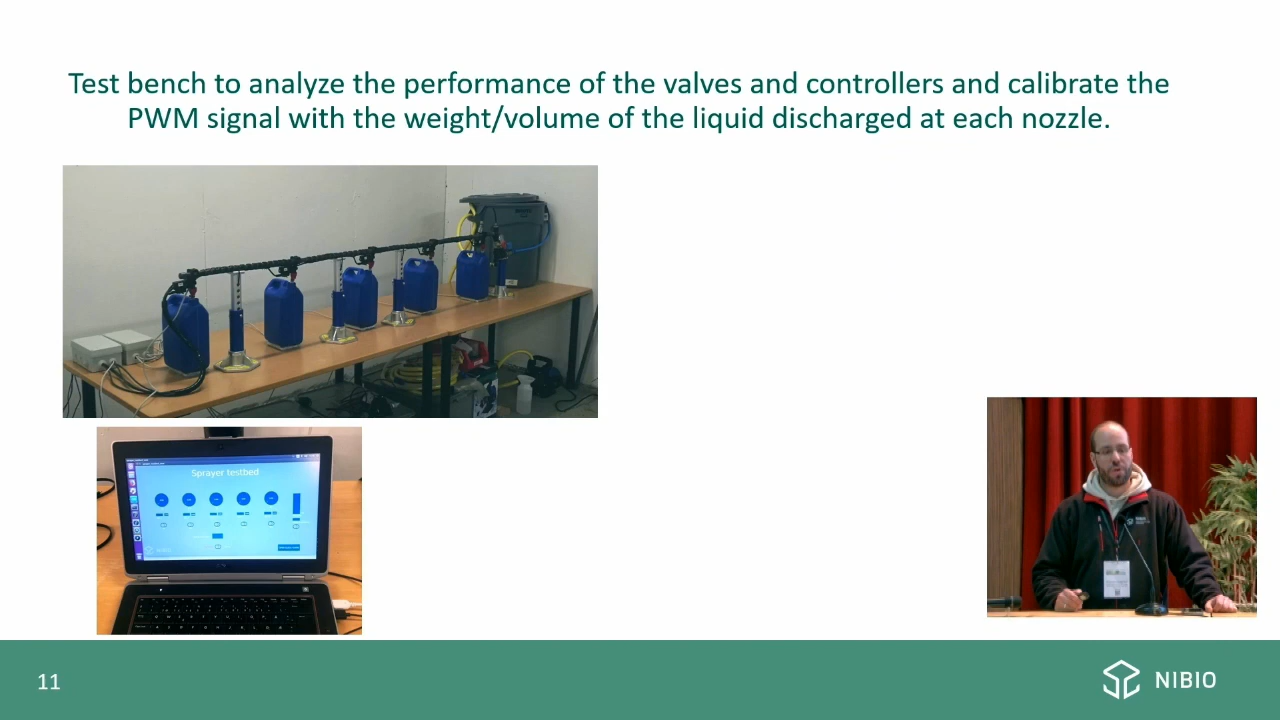 Test bench to analyze the performance of the valves and controllers and calibrate the
PWM signal with the weight/volume of the liquid discharged at each nozzle.
Sprayer testbed
11
NIBIO